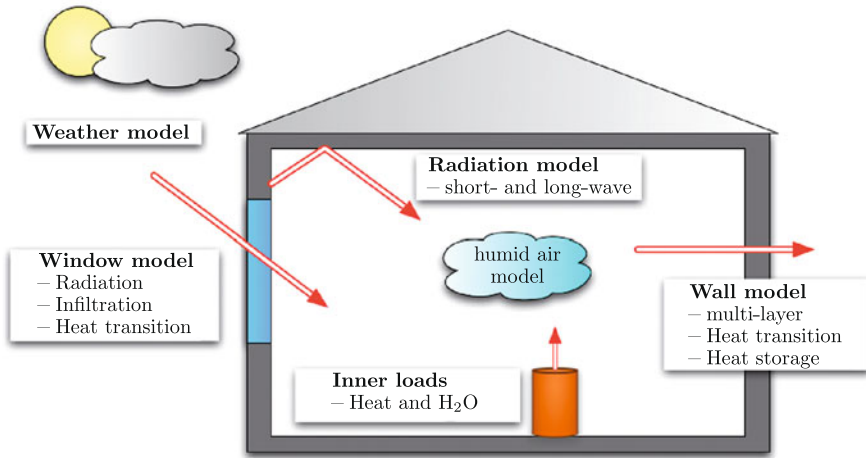 Weather model
Radiation model
– short- and long-wave
Window model
– Radiation
– Infiltration
– Heat transition
humid air
model
Wall model
– multi-layer
– Heat transition
– Heat storage
Inner loads
– Heat and H₂O